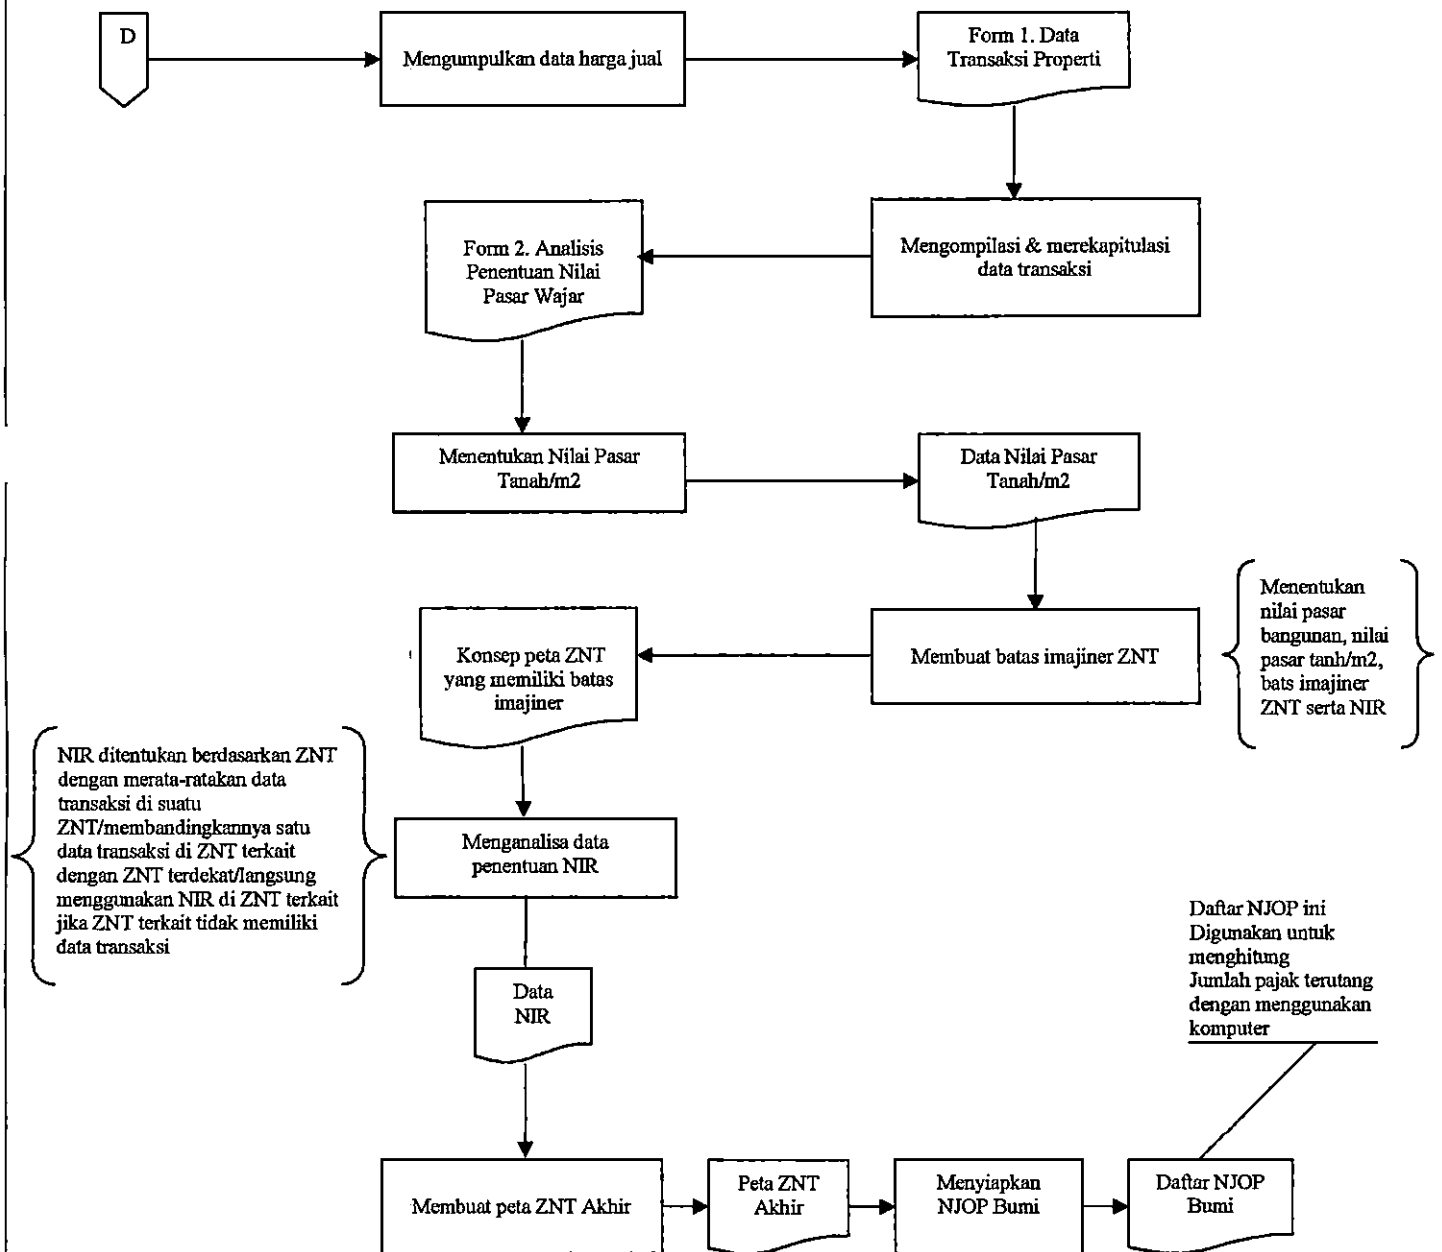 D
Mengumpulkan data harga jual
Form 1. Data
Transaksi Properti
Form 2. Analisis
Penentuan Nilai
Pasar Wajar
Mengompilasi & merekapitulasi
data transaksi
Menentukan Nilai Pasar
Tanah/m2
Data Nilai Pasar
Tanah/m2
Konsep peta ZNT
yang memiliki batas
imajiner
Membuat batas imajiner ZNT
Menentukan
nilai pasar
bangunan, nilai
pasar tanh/m2,
bats imajiner
ZNT serta NIR
NIR ditentukan berdasarkan ZNT
dengan merata-ratakan data
transaksi di suatu
ZNT/membandingkannya satu
data transaksi di ZNT terkait
dengan ZNT terdekat/langsung
menggunakan NIR di ZNT terkait
jika ZNT terkait tidak memiliki
data transaksi
Menganalisa data
penentuan NIR
Data
NIR
Daftar NJOP ini
Digunakan untuk
menghitung
Jumlah pajak terutang
dengan menggunakan
komputer
Membuat peta ZNT Akhir
Peta ZNT
Akhir
Menyiapkan
NJOP Bumi
Daftar NJOP
Bumi